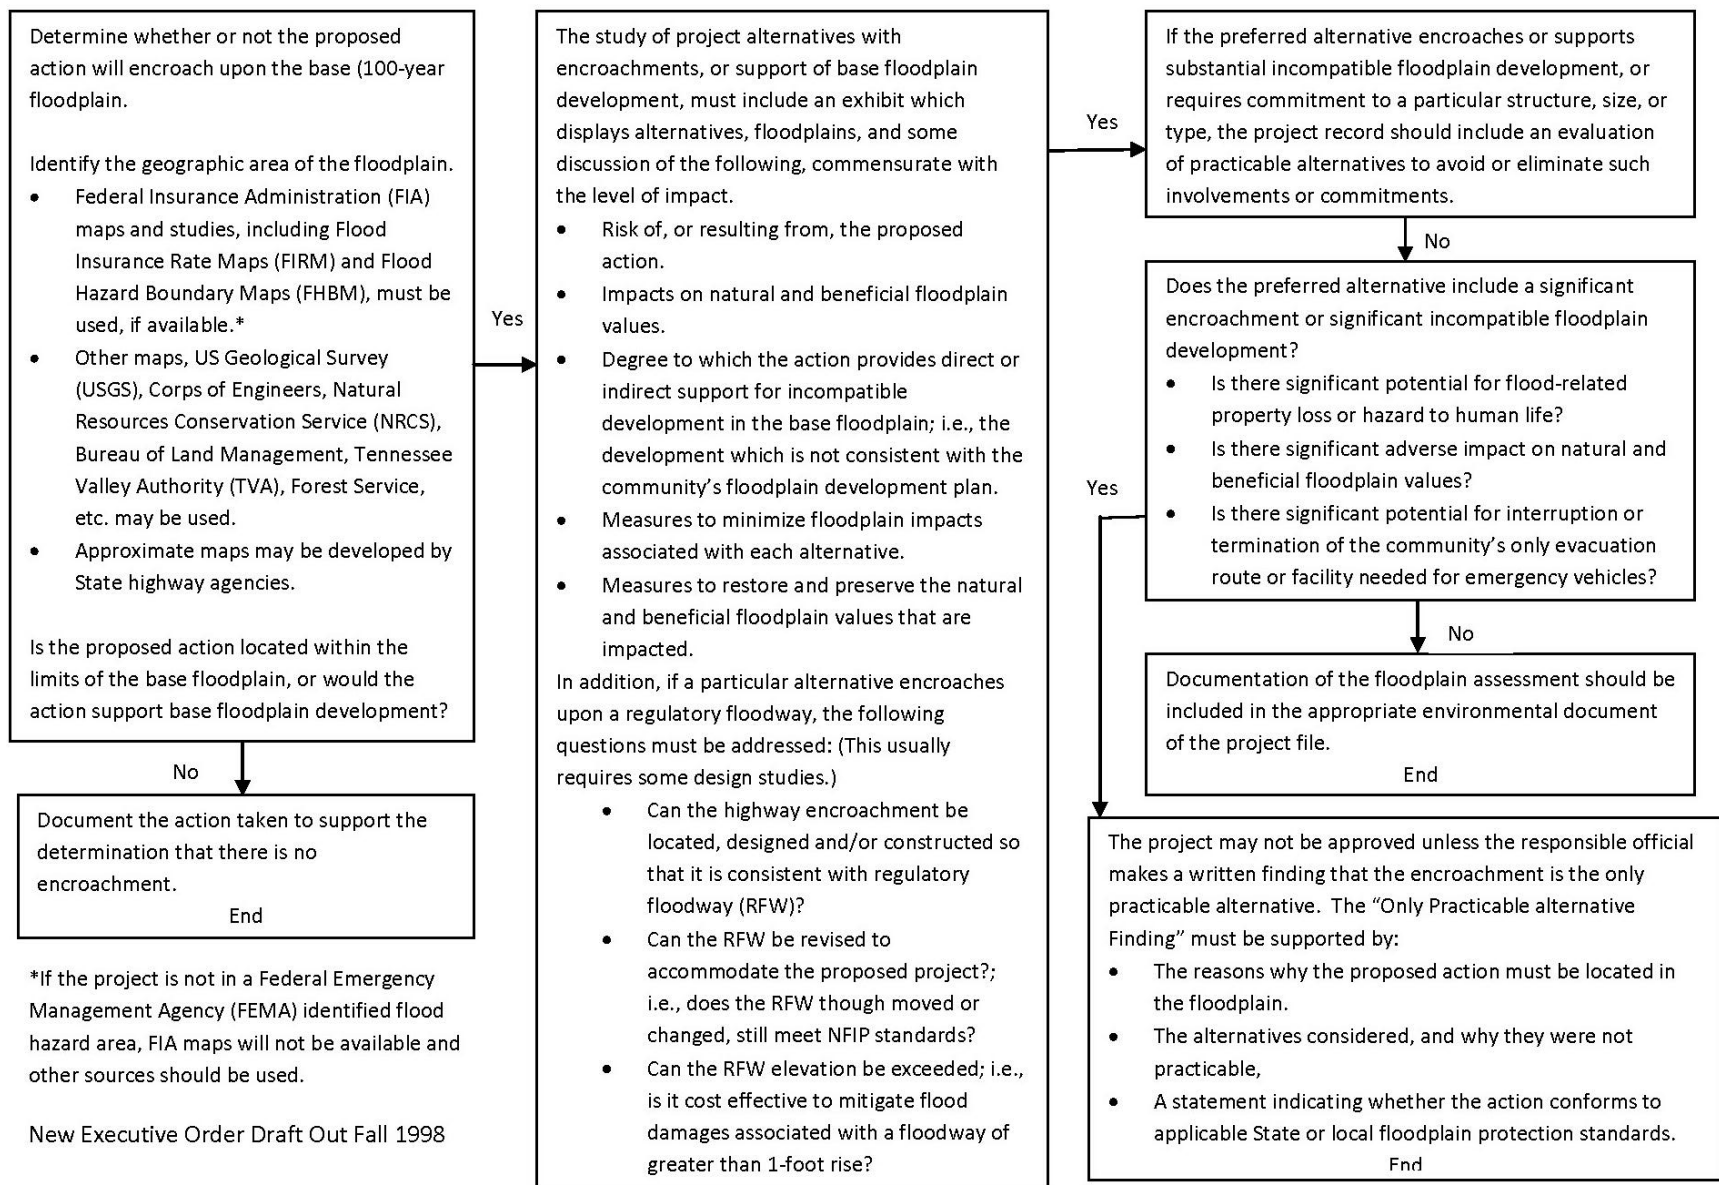 Determine whether or not the proposed
action will encroach upon the base (100-year
floodplain.
Identify the geographic area of the floodplain.
• Federal Insurance Administration (FIA)
maps and studies, including Flood
Insurance Rate Maps (FIRM) and Flood
Hazard Boundary Maps (FHBM), must be
used, if available.*
• Other maps, US Geological Survey
(USGS), Corps of Engineers, Natural
Resources Conservation Service (NRCS),
Bureau of Land Management, Tennessee
Valley Authority (TVA), Forest Service,
etc. may be used.
• Approximate maps may be developed by
State highway agencies.
Is the proposed action located within the
limits of the base floodplain, or would the
action support base floodplain development?
No
Document the action taken to support the
determination that there is no
encroachment.
End
*If the project is not in a Federal Emergency
Management Agency (FEMA) identified flood
hazard area, FIA maps will not be available and
other sources should be used.
New Executive Order Draft Out Fall 1998
Yes
The study of project alternatives with
encroachments, or support of base floodplain
development, must include an exhibit which
displays alternatives, floodplains, and some
discussion of the following, commensurate with
the level of impact.
• Risk of, or resulting from, the proposed
action.
• Impacts on natural and beneficial floodplain
values.
• Degree to which the action provides direct or
indirect support for incompatible
development in the base floodplain; i.e., the
development which is not consistent with the
community’s floodplain development plan.
• Measures to minimize floodplain impacts
associated with each alternative.
• Measures to restore and preserve the natural
and beneficial floodplain values that are
impacted.
In addition, if a particular alternative encroaches
upon a regulatory floodway, the following
questions must be addressed: (This usually
requires some design studies.)
• Can the highway encroachment be
located, designed and/or constructed so
that it is consistent with regulatory
floodway (RFW)?
• Can the RFW be revised to
accommodate the proposed project?;
i.e., does the RFW though moved or
changed, still meet NFIP standards?
• Can the RFW elevation be exceeded; i.e.,
is it cost effective to mitigate flood
damages associated with a floodway of
greater than 1-foot rise?
Yes
If the preferred alternative encroaches or supports
substantial incompatible floodplain development, or
requires commitment to a particular structure, size, or
type, the project record should include an evaluation
of practicable alternatives to avoid or eliminate such
involvements or commitments.
No
Does the preferred alternative include a significant
encroachment or significant incompatible floodplain
development?
• Is there significant potential for flood-related
property loss or hazard to human life?
• Is there significant adverse impact on natural and
beneficial floodplain values?
• Is there significant potential for interruption or
termination of the community’s only evacuation
route or facility needed for emergency vehicles?
Yes
No
Documentation of the floodplain assessment should be
included in the appropriate environmental document
of the project file.
End
The project may not be approved unless the responsible official
makes a written finding that the encroachment is the only
practicable alternative. The “Only Practicable alternative
Finding” must be supported by:
• The reasons why the proposed action must be located in
the floodplain.
• The alternatives considered, and why they were not
practicable,
• A statement indicating whether the action conforms to
applicable State or local floodplain protection standards.
End